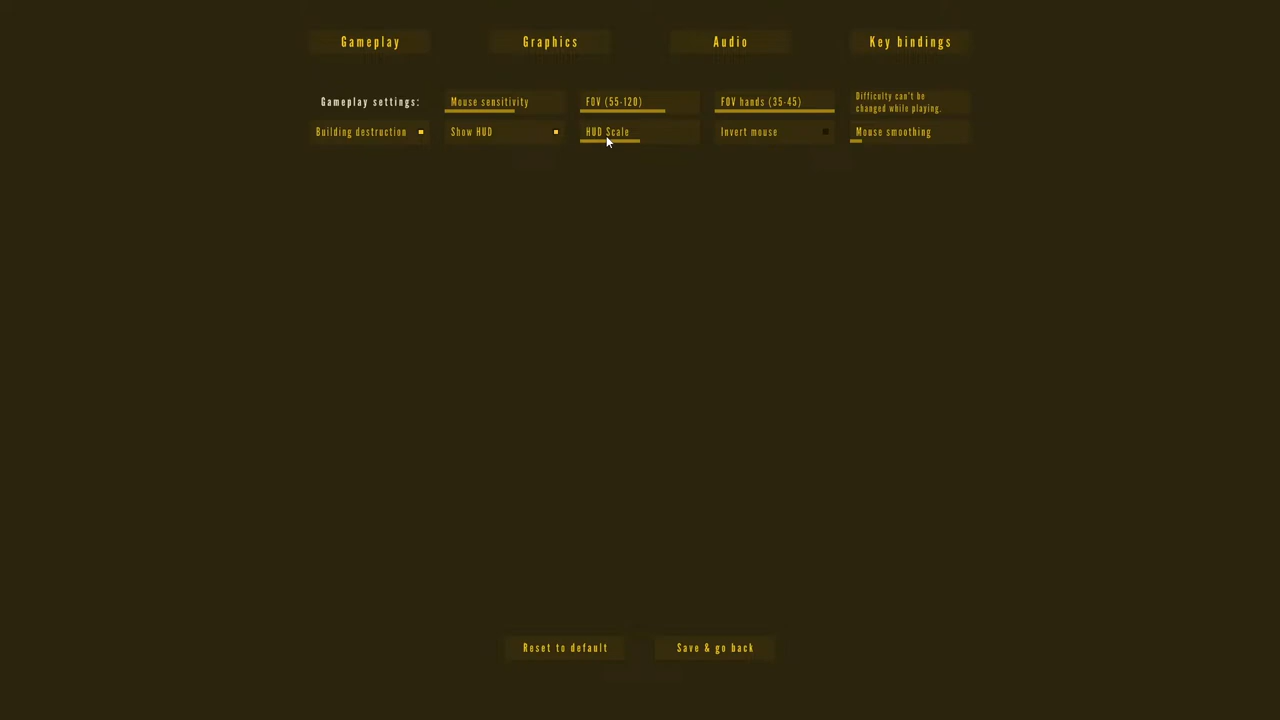 Gameplay
Graphics
Audio
Key bindings
Gameplay settings:
Mouse sensitivity
FOV (55-120)
FOV hands (35-45)
Difficulty can't be
changed while playing.
Building destruction
Show HUD
HUD Scale
Invert mouse
Mouse smoothing
Reset to default
Save & go back